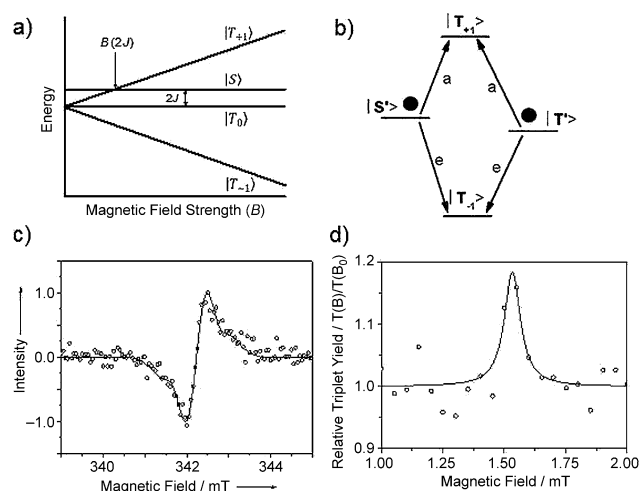 a)
B(2J)
|T+1⟩
|S⟩
2J
|T0⟩
|T−1⟩
Energy
Magnetic Field Strength (B)
b)
|T+1>
a
a
|S'>
|T'>
e
e
|T-1>
c)
1.0
0.0
−1.0
Intensity
340
342
344
Magnetic Field / mT
d)
1.2
1.1
1.0
0.9
Relative Triplet Yield / T(B)/T(B0)
1.00
1.25
1.50
1.75
2.00
Magnetic Field / mT